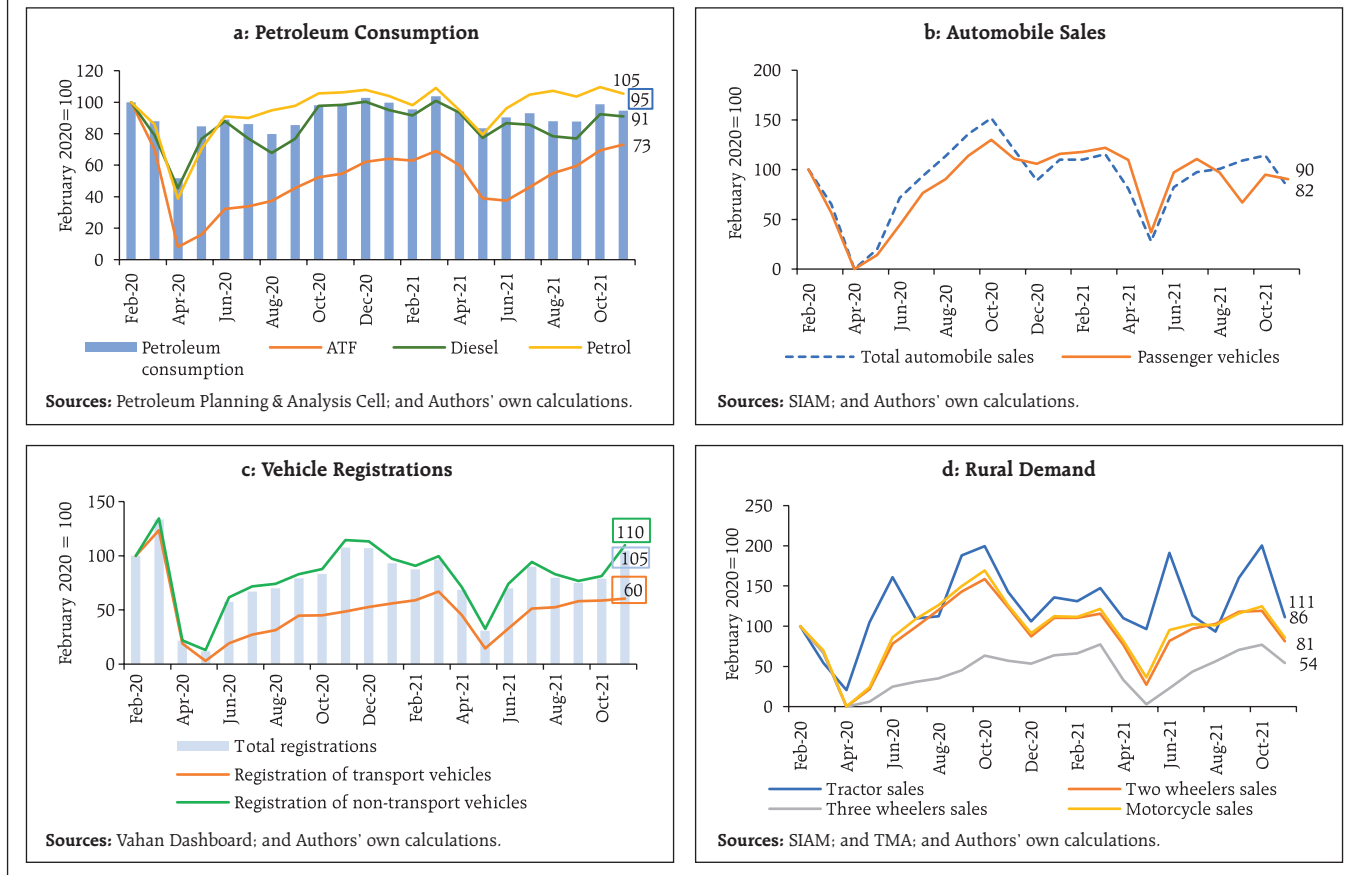 a: Petroleum Consumption
February 2020=100
120
100
80
60
40
20
0
105
95
91
73
Feb-20
Apr-20
Jun-20
Aug-20
Oct-20
Dec-20
Feb-21
Apr-21
Jun-21
Aug-21
Oct-21
Petroleum consumption
ATF
Diesel
Petrol
Sources: Petroleum Planning & Analysis Cell; and Authors' own calculations.
b: Automobile Sales
February 2020=100
200
150
100
50
0
90
82
Feb-20
Apr-20
Jun-20
Aug-20
Oct-20
Dec-20
Feb-21
Apr-21
Jun-21
Aug-21
Oct-21
Total automobile sales
Passenger vehicles
Sources: SIAM; and Authors' own calculations.
c: Vehicle Registrations
February 2020 = 100
150
100
50
0
110
105
60
Feb-20
Apr-20
Jun-20
Aug-20
Oct-20
Dec-20
Feb-21
Apr-21
Jun-21
Aug-21
Oct-21
Total registrations
Registration of transport vehicles
Registration of non-transport vehicles
Sources: Vahan Dashboard; and Authors' own calculations.
d: Rural Demand
February 2020=100
250
200
150
100
50
0
111
86
81
54
Feb-20
Apr-20
Jun-20
Aug-20
Oct-20
Dec-20
Feb-21
Apr-21
Jun-21
Aug-21
Oct-21
Tractor sales
Two wheelers sales
Three wheelers sales
Motorcycle sales
Sources: SIAM; and TMA; and Authors' own calculations.